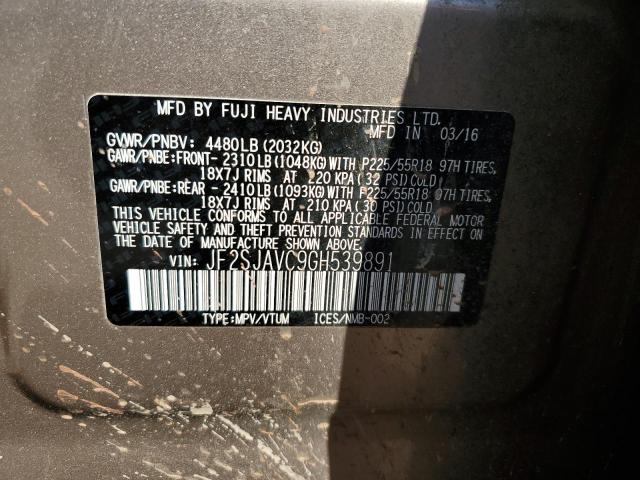 MFD BY FUJI HEAVY INDUSTRIES LTD.
MFD IN 03/16
GVWR/PNBV: 4480LB (2032KG)
GAWR/PNBE:FRONT- 2310LB (1048KG) WITH P225/55R18 97H TIRES,
18X7J RIMS AT 220 KPA (32 PSI) COLD
GAWR/PNBE:REAR - 2410LB (1093KG) WITH P225/55R18 97H TIRES,
18X7J RIMS AT 210 KPA (30 PSI) COLD
THIS VEHICLE CONFORMS TO ALL APPLICABLE FEDERAL MOTOR
VEHICLE SAFETY AND THEFT PREVENTION STANDARDS IN EFFECT
ON THE DATE OF MANUFACTURE SHOWN ABOVE.
VIN: JF2SJAVC9GH539891
TYPE:MPV/VTUM ICES/NMB-002